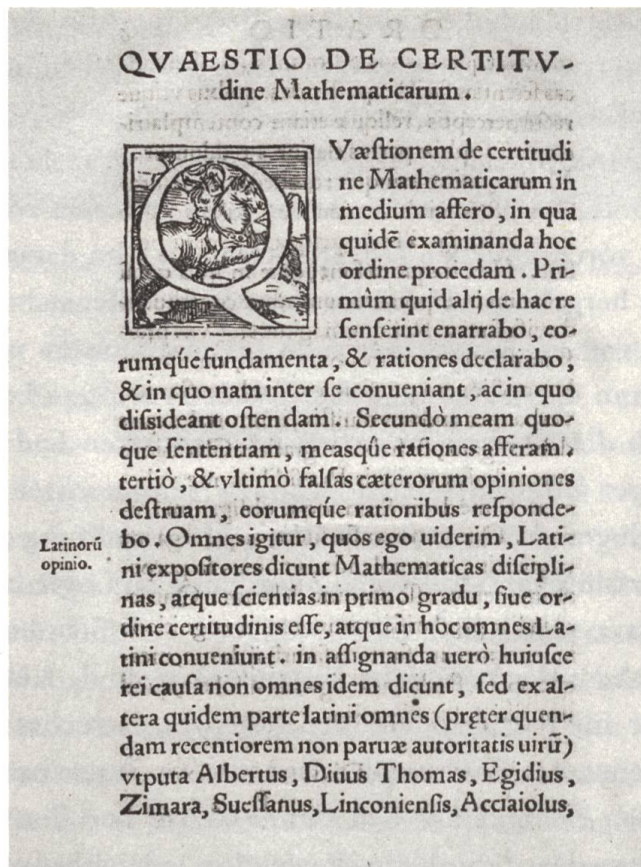 QVAESTIO DE CERTITV-
dine Mathematicarum.
QVæstionem de certitudi
ne Mathematicarum in
medium affero, in qua
quidẽ examinanda hoc
ordine procedam. Pri-
mùm quid alij de hac re
senserint enarrabo, eo-
rumq́ue fundamenta, & rationes declarabo,
& in quo nam inter se conueniant, ac in quo
dissideant ostendam. Secundò meam quo-
que sententiam, measq́ue rationes afferam.
tertiò, & vltimò falsas cæterorum opiniones
destruam, eorumq́ue rationibus responde-
Latinorũ opinio.
bo. Omnes igitur, quos ego uiderim, Lati-
ni expositores dicunt Mathematicas discipli-
nas, atque scientias in primo gradu, siue or-
dine certitudinis esse, atque in hoc omnes La-
tini conueniunt. in assignanda uerò huiusce
rei causa non omnes idem dicunt, sed ex al-
tera quidem parte latini omnes (pręter quen-
dam recentiorem non paruæ autoritatis uirũ)
vtputa Albertus, Diuus Thomas, Egidius,
Zimara, Suessanus, Linconiensis, Acciaiolus,